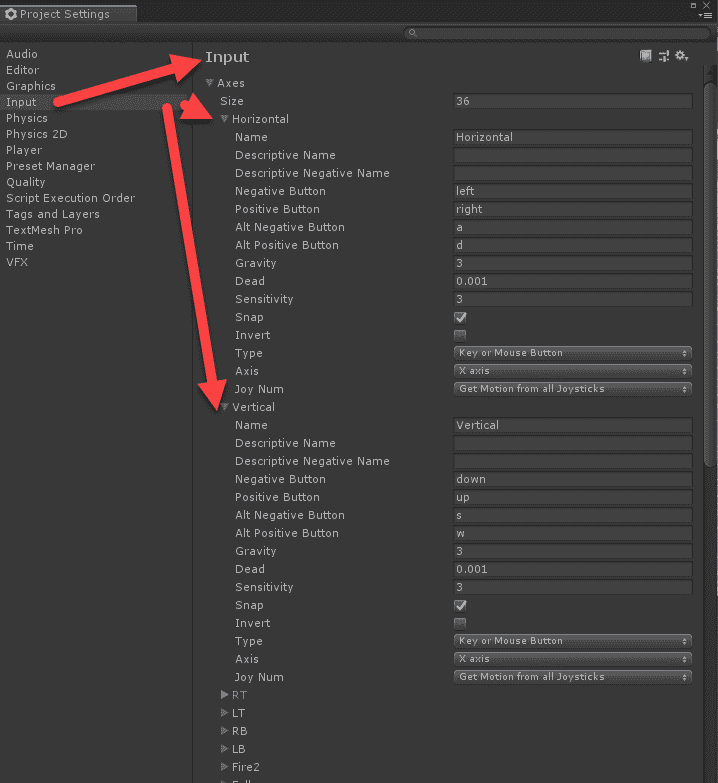 Project Settings
Audio
Editor
Graphics
Input
Physics
Physics 2D
Player
Preset Manager
Quality
Script Execution Order
Tags and Layers
TextMesh Pro
Time
VFX
Input
Axes
Size 36
Horizontal
Name Horizontal
Descriptive Name
Descriptive Negative Name
Negative Button left
Positive Button right
Alt Negative Button a
Alt Positive Button d
Gravity 3
Dead 0.001
Sensitivity 3
Snap
Invert
Type Key or Mouse Button
Axis X axis
Joy Num Get Motion from all Joysticks
Vertical
Name Vertical
Descriptive Name
Descriptive Negative Name
Negative Button down
Positive Button up
Alt Negative Button s
Alt Positive Button w
Gravity 3
Dead 0.001
Sensitivity 3
Snap
Invert
Type Key or Mouse Button
Axis X axis
Joy Num Get Motion from all Joysticks
RT
LT
RB
LB
Fire2